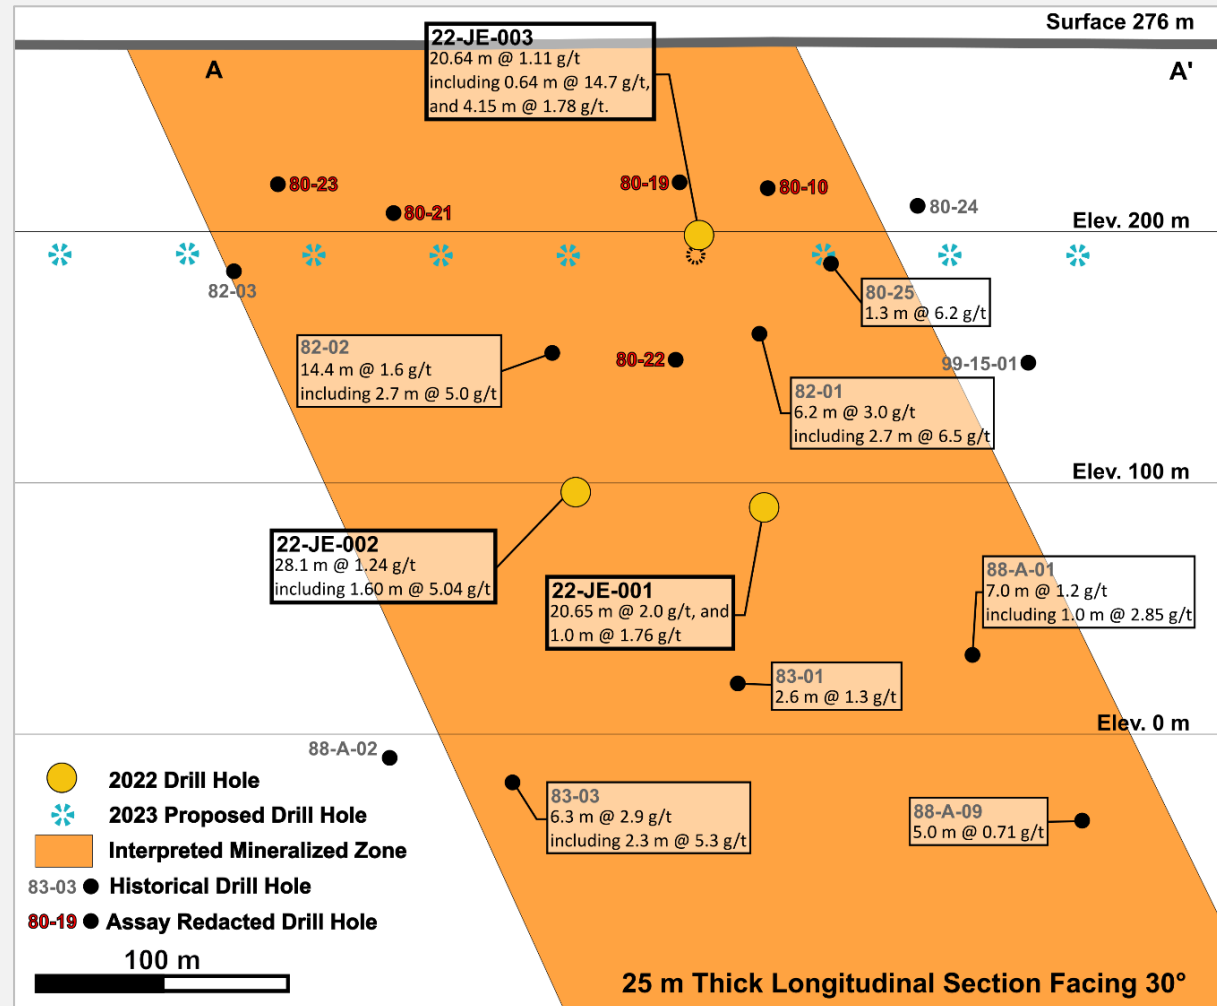 Surface 276 m
22-JE-003
20.64 m @ 1.11 g/t
including 0.64 m @ 14.7 g/t,
and 4.15 m @ 1.78 g/t.
A
A'
80-23
80-21
80-19
80-10
80-24
Elev. 200 m
82-03
80-25
1.3 m @ 6.2 g/t
82-02
14.4 m @ 1.6 g/t
including 2.7 m @ 5.0 g/t
80-22
99-15-01
82-01
6.2 m @ 3.0 g/t
including 2.7 m @ 6.5 g/t
Elev. 100 m
22-JE-002
28.1 m @ 1.24 g/t
including 1.60 m @ 5.04 g/t
22-JE-001
20.65 m @ 2.0 g/t, and
1.0 m @ 1.76 g/t
88-A-01
7.0 m @ 1.2 g/t
including 1.0 m @ 2.85 g/t
83-01
2.6 m @ 1.3 g/t
Elev. 0 m
88-A-02
83-03
6.3 m @ 2.9 g/t
including 2.3 m @ 5.3 g/t
88-A-09
5.0 m @ 0.71 g/t
2022 Drill Hole
2023 Proposed Drill Hole
Interpreted Mineralized Zone
83-03 Historical Drill Hole
80-19 Assay Redacted Drill Hole
100 m
25 m Thick Longitudinal Section Facing 30°